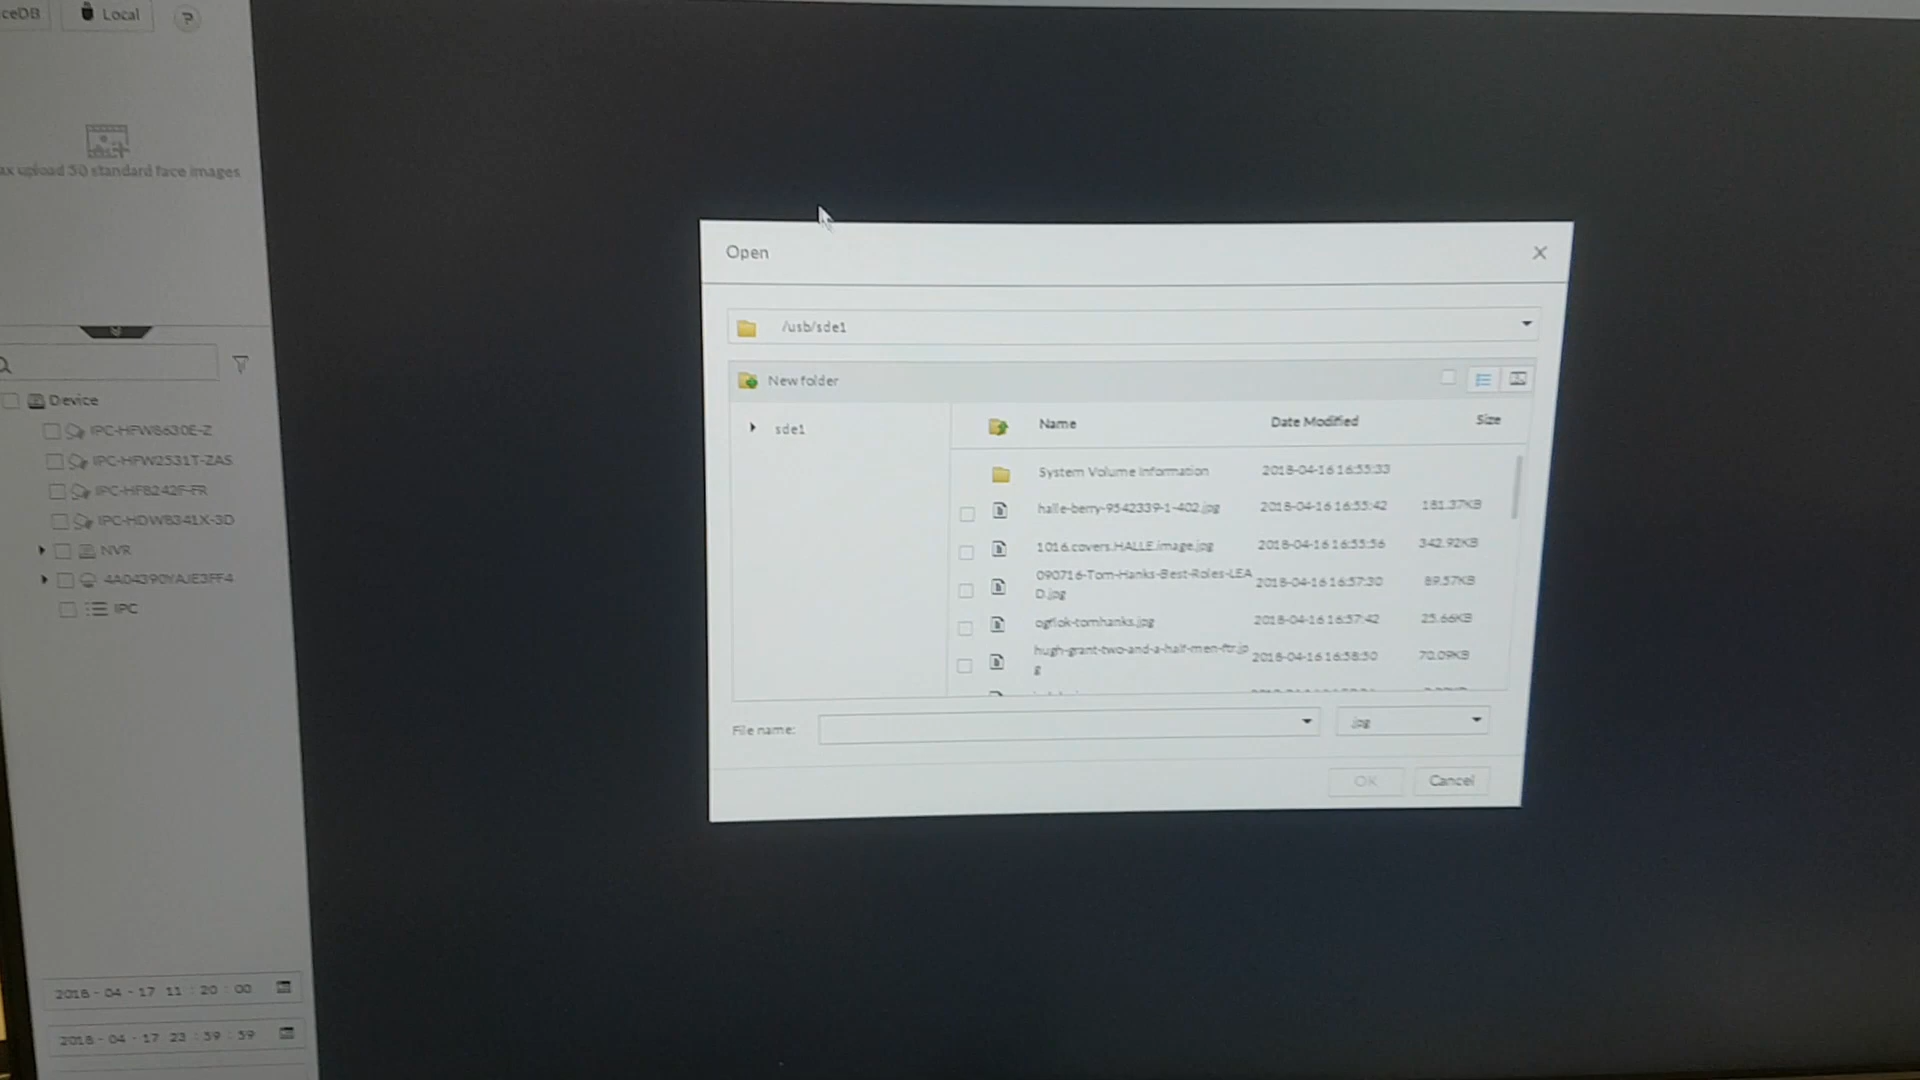 ceDB
Local
?
ax upload 50 standard face images
Device
IPC-HFW8630E-Z
IPC-HFW2531T-ZAS
IPC-HF8242F-FR
IPC-HDW8341X-3D
NVR
4A04390YAJE3FF4
IPC
2018 - 04 - 17 11 : 20 : 00
2018 - 04 - 17 23 : 59 : 59
Open
/usb/sde1
New folder
sde1
Name Date Modified Size
System Volume Information 2018-04-16 16:55:33
halle-berry-9542339-1-402.jpg 2018-04-16 16:55:42 181.37KB
1016.covers.HALLE.image.jpg 2018-04-16 16:55:56 342.92KB
090716-Tom-Hanks-Best-Roles-LEA
D.jpg 2018-04-16 16:57:30 89.57KB
ogflok-tomhanks.jpg 2018-04-16 16:57:42 25.66KB
hugh-grant-two-and-a-half-men-ftr.jp
g 2018-04-16 16:58:50 70.09KB
File name: .jpg
OK Cancel